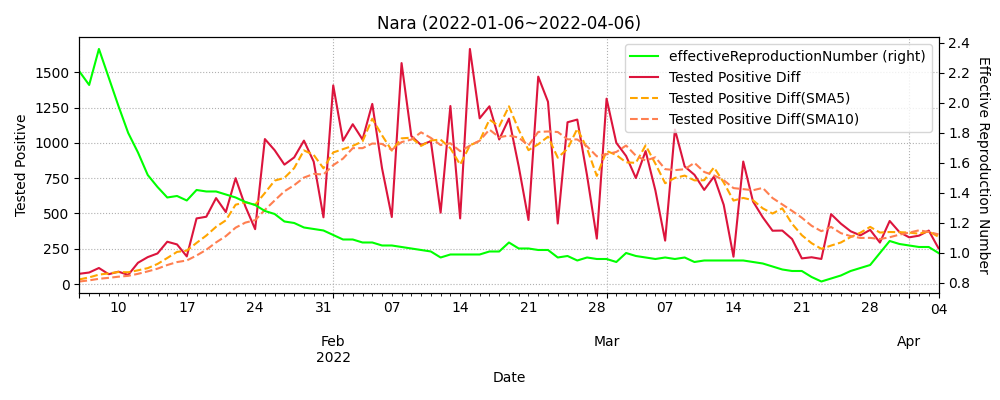 Nara (2022-01-06~2022-04-06)
effectiveReproductionNumber (right)
Tested Positive Diff
Tested Positive Diff(SMA5)
Tested Positive Diff(SMA10)
Tested Positive
1500
1250
1000
750
500
250
0
2.4
2.2
2.0
1.8
1.6
1.4
1.2
1.0
0.8
Effective Reproduction Number
10 17 24 31 07 14 21 28 07 14 21 28 04
Feb Mar Apr
2022
Date